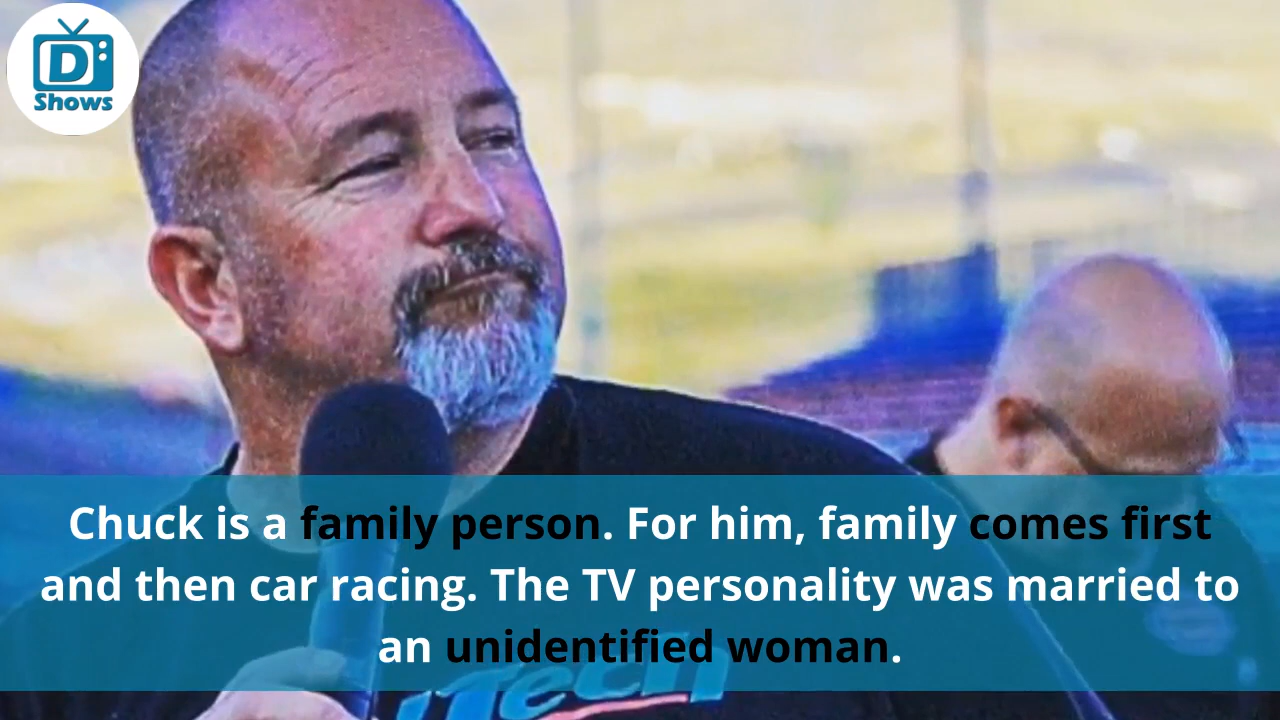 D
Shows
Chuck is a family person. For him, family comes first
and then car racing. The TV personality was married to
an unidentified woman.
Tech